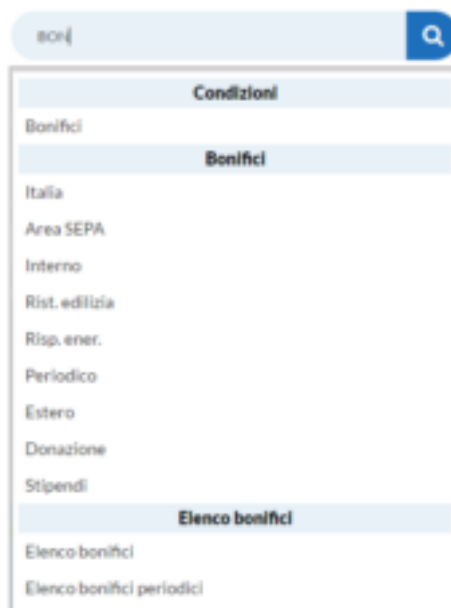 BON
Condizioni
Bonifici
Bonifici
Italia
Area SEPA
Interno
Rist. edilizia
Risp. ener.
Periodico
Estero
Donazione
Stipendi
Elenco bonifici
Elenco bonifici
Elenco bonifici periodici